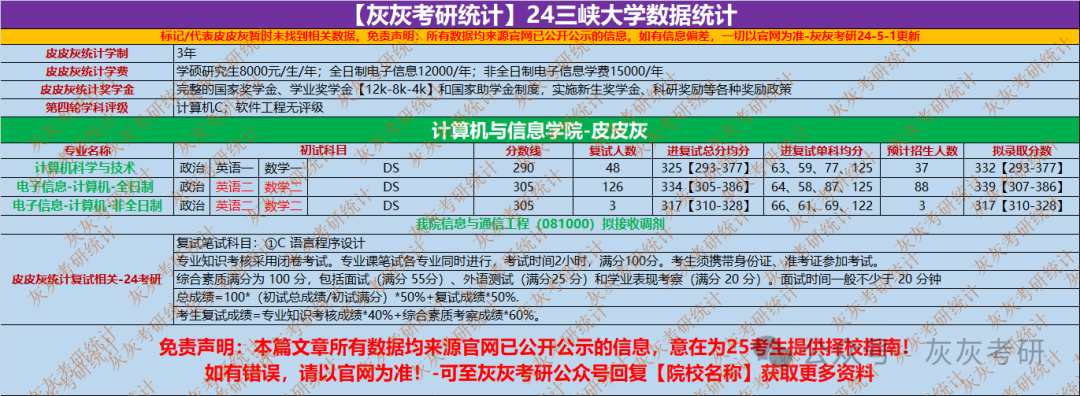 【灰灰考研统计】24三峡大学数据统计
标记/代表皮皮灰暂时未找到相关数据。免责声明：所有数据均来源官网已公开公示的信息。如有信息偏差，一切以官网为准-灰灰考研24-5-1更新
皮皮灰统计学制 3年
皮皮灰统计学费 学硕研究生8000元/生/年；全日制电子信息12000/年；非全日制电子信息学费15000/年
皮皮灰统计奖学金 完整的国家奖学金、学业奖学金【12k-8k-4k】和国家助学金制度，实施新生奖学金、科研奖励等各种奖励政策
第四轮学科评级 计算机C；软件工程无评级
计算机与信息学院-皮皮灰
专业名称 初试科目 分数线 复试人数 进复试总分均分 进复试单科均分 预计招生人数 拟录取分数
计算机科学与技术 政治 英语一 数学一 DS 290 48 325【293-377】 63、59、77、125 37 332【293-377】
电子信息-计算机-全日制 政治 英语二 数学二 DS 305 126 334【305-386】 64、58、87、125 88 339【307-386】
电子信息-计算机-非全日制 政治 英语二 数学二 DS 305 3 317【310-328】 66、61、69、122 3 317【310-328】
我院信息与通信工程（081000）拟接收调剂
皮皮灰统计复试相关-24考研
复试笔试科目：①C 语言程序设计
专业知识考核采用闭卷考试。专业课笔试各专业同时进行，考试时间2小时，满分100分。考生须携带身份证、准考证参加考试。
综合素质满分为 100 分，包括面试（满分 55分）、外语测试（满分25 分）和学业表现考察（满分 20 分）。面试时间一般不少于 20 分钟
总成绩=100*（初试总成绩/初试满分）*50%+复试成绩*50%.
考生复试成绩=专业知识考核成绩*40%+综合素质考察成绩*60%。
免责声明：本篇文章所有数据均来源官网已公开公示的信息，意在为25考生提供择校指南！
如有错误，请以官网为准！-可至灰灰考研公众号回复【院校名称】获取更多资料
公众号 · 灰灰考研